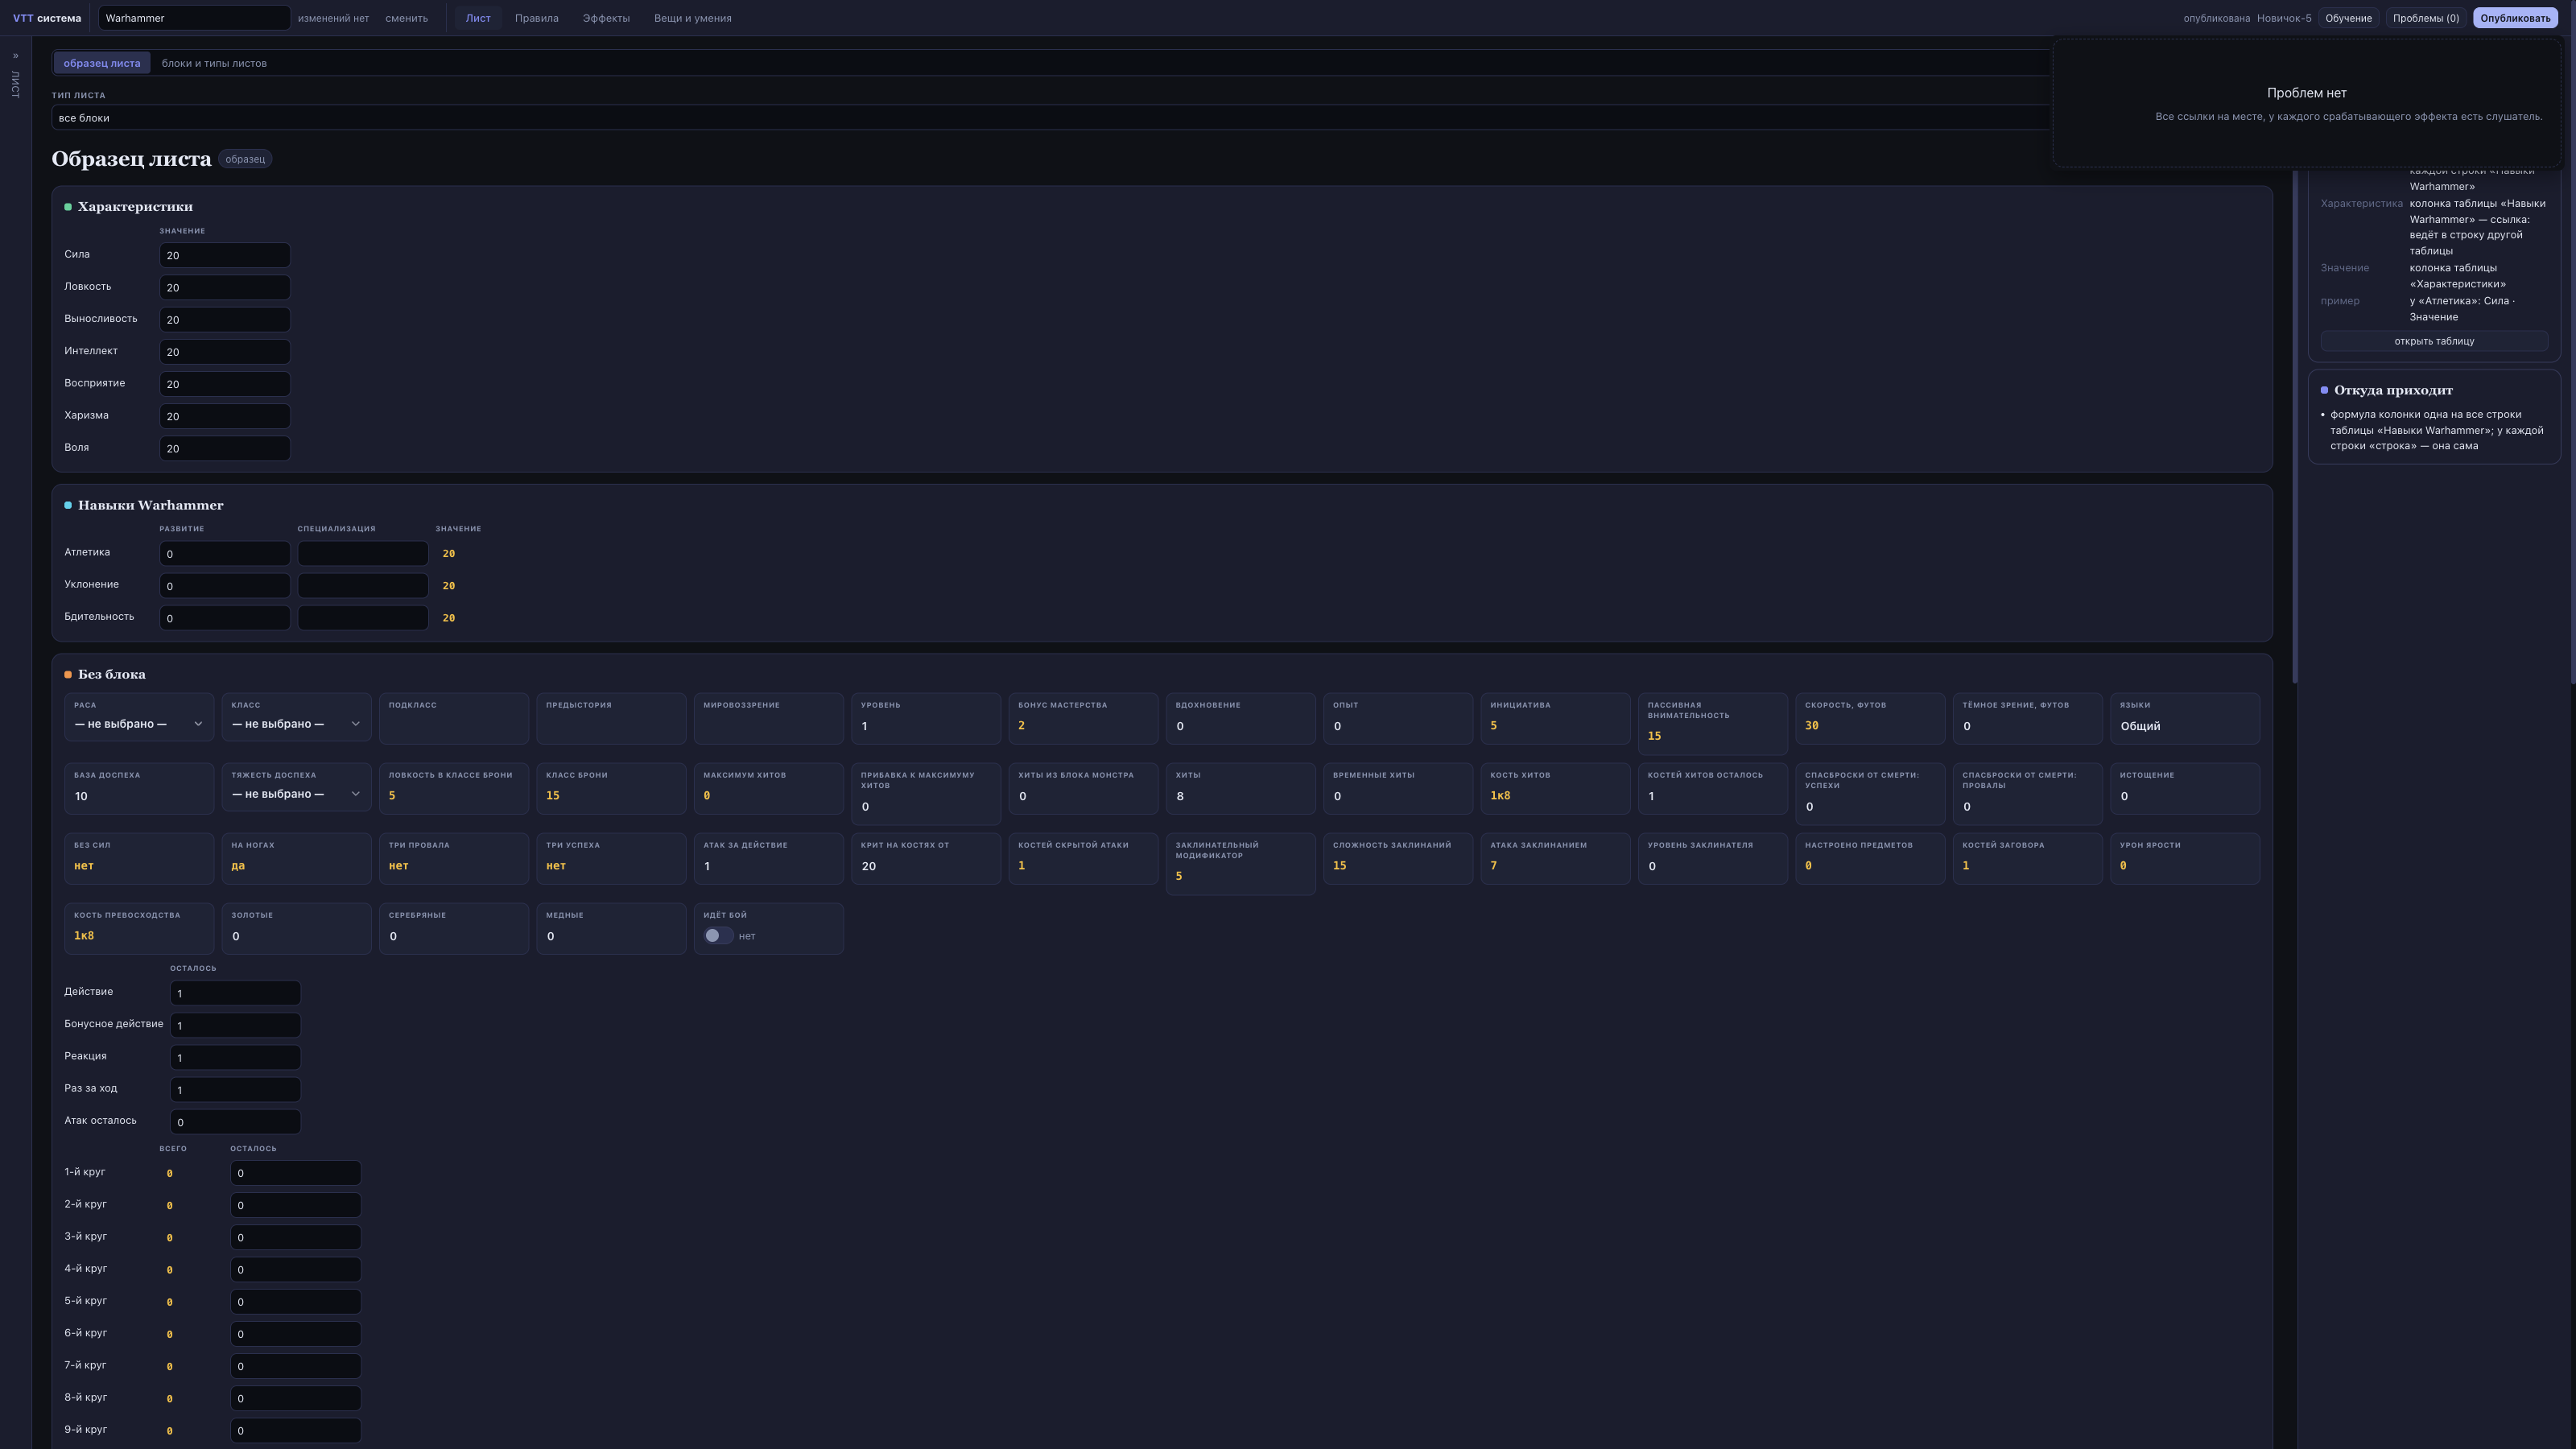 VTT система
Warhammer
изменений нет
сменить
Лист
Правила
Эффекты
Вещи и умения
опубликована
Новичок-5
Обучение
Проблемы (0)
Опубликовать
»
ЛИСТ
образец листа
блоки и типы листов
ТИП ЛИСТА
все блоки
Проблем нет
Все ссылки на месте, у каждого срабатывающего эффекта есть слушатель.
Образец листа
образец
Характеристики
ЗНАЧЕНИЕ
Сила 20
Ловкость 20
Выносливость 20
Интеллект 20
Восприятие 20
Харизма 20
Воля 20
Навыки Warhammer
РАЗВИТИЕ СПЕЦИАЛИЗАЦИЯ ЗНАЧЕНИЕ
Атлетика 0 20
Уклонение 0 20
Бдительность 0 20
Без блока
РАСА
— не выбрано —
КЛАСС
— не выбрано —
ПОДКЛАСС
ПРЕДЫСТОРИЯ
МИРОВОЗЗРЕНИЕ
УРОВЕНЬ
1
БОНУС МАСТЕРСТВА
2
ВДОХНОВЕНИЕ
0
ОПЫТ
0
ИНИЦИАТИВА
5
ПАССИВНАЯ
ВНИМАТЕЛЬНОСТЬ
15
СКОРОСТЬ, ФУТОВ
30
ТЁМНОЕ ЗРЕНИЕ, ФУТОВ
0
ЯЗЫКИ
Общий
БАЗА ДОСПЕХА
10
ТЯЖЕСТЬ ДОСПЕХА
— не выбрано —
ЛОВКОСТЬ В КЛАССЕ БРОНИ
5
КЛАСС БРОНИ
15
МАКСИМУМ ХИТОВ
0
ПРИБАВКА К МАКСИМУМУ
ХИТОВ
0
ХИТЫ ИЗ БЛОКА МОНСТРА
0
ХИТЫ
8
ВРЕМЕННЫЕ ХИТЫ
0
КОСТЬ ХИТОВ
1к8
КОСТЕЙ ХИТОВ ОСТАЛОСЬ
1
СПАСБРОСКИ ОТ СМЕРТИ:
УСПЕХИ
0
СПАСБРОСКИ ОТ СМЕРТИ:
ПРОВАЛЫ
0
ИСТОЩЕНИЕ
0
БЕЗ СИЛ
нет
НА НОГАХ
да
ТРИ ПРОВАЛА
нет
ТРИ УСПЕХА
нет
АТАК ЗА ДЕЙСТВИЕ
1
КРИТ НА КОСТЯХ ОТ
20
КОСТЕЙ СКРЫТОЙ АТАКИ
1
ЗАКЛИНАТЕЛЬНЫЙ
МОДИФИКАТОР
5
СЛОЖНОСТЬ ЗАКЛИНАНИЙ
15
АТАКА ЗАКЛИНАНИЕМ
7
УРОВЕНЬ ЗАКЛИНАТЕЛЯ
0
НАСТРОЕНО ПРЕДМЕТОВ
0
КОСТЕЙ ЗАГОВОРА
1
УРОН ЯРОСТИ
0
КОСТЬ ПРЕВОСХОДСТВА
1к8
ЗОЛОТЫЕ
0
СЕРЕБРЯНЫЕ
0
МЕДНЫЕ
0
ИДЁТ БОЙ
нет
ОСТАЛОСЬ
Действие 1
Бонусное действие 1
Реакция 1
Раз за ход 1
Атак осталось 0
ВСЕГО ОСТАЛОСЬ
1-й круг 0 0
2-й круг 0 0
3-й круг 0 0
4-й круг 0 0
5-й круг 0 0
6-й круг 0 0
7-й круг 0 0
8-й круг 0 0
9-й круг 0 0
каждой строки «Навыки
Warhammer»
Характеристика колонка таблицы «Навыки
Warhammer» — ссылка:
ведёт в строку другой
таблицы
Значение колонка таблицы
«Характеристики»
пример у «Атлетика»: Сила ·
Значение
открыть таблицу
Откуда приходит
• формула колонки одна на все строки
таблицы «Навыки Warhammer»; у каждой
строки «строка» — она сама